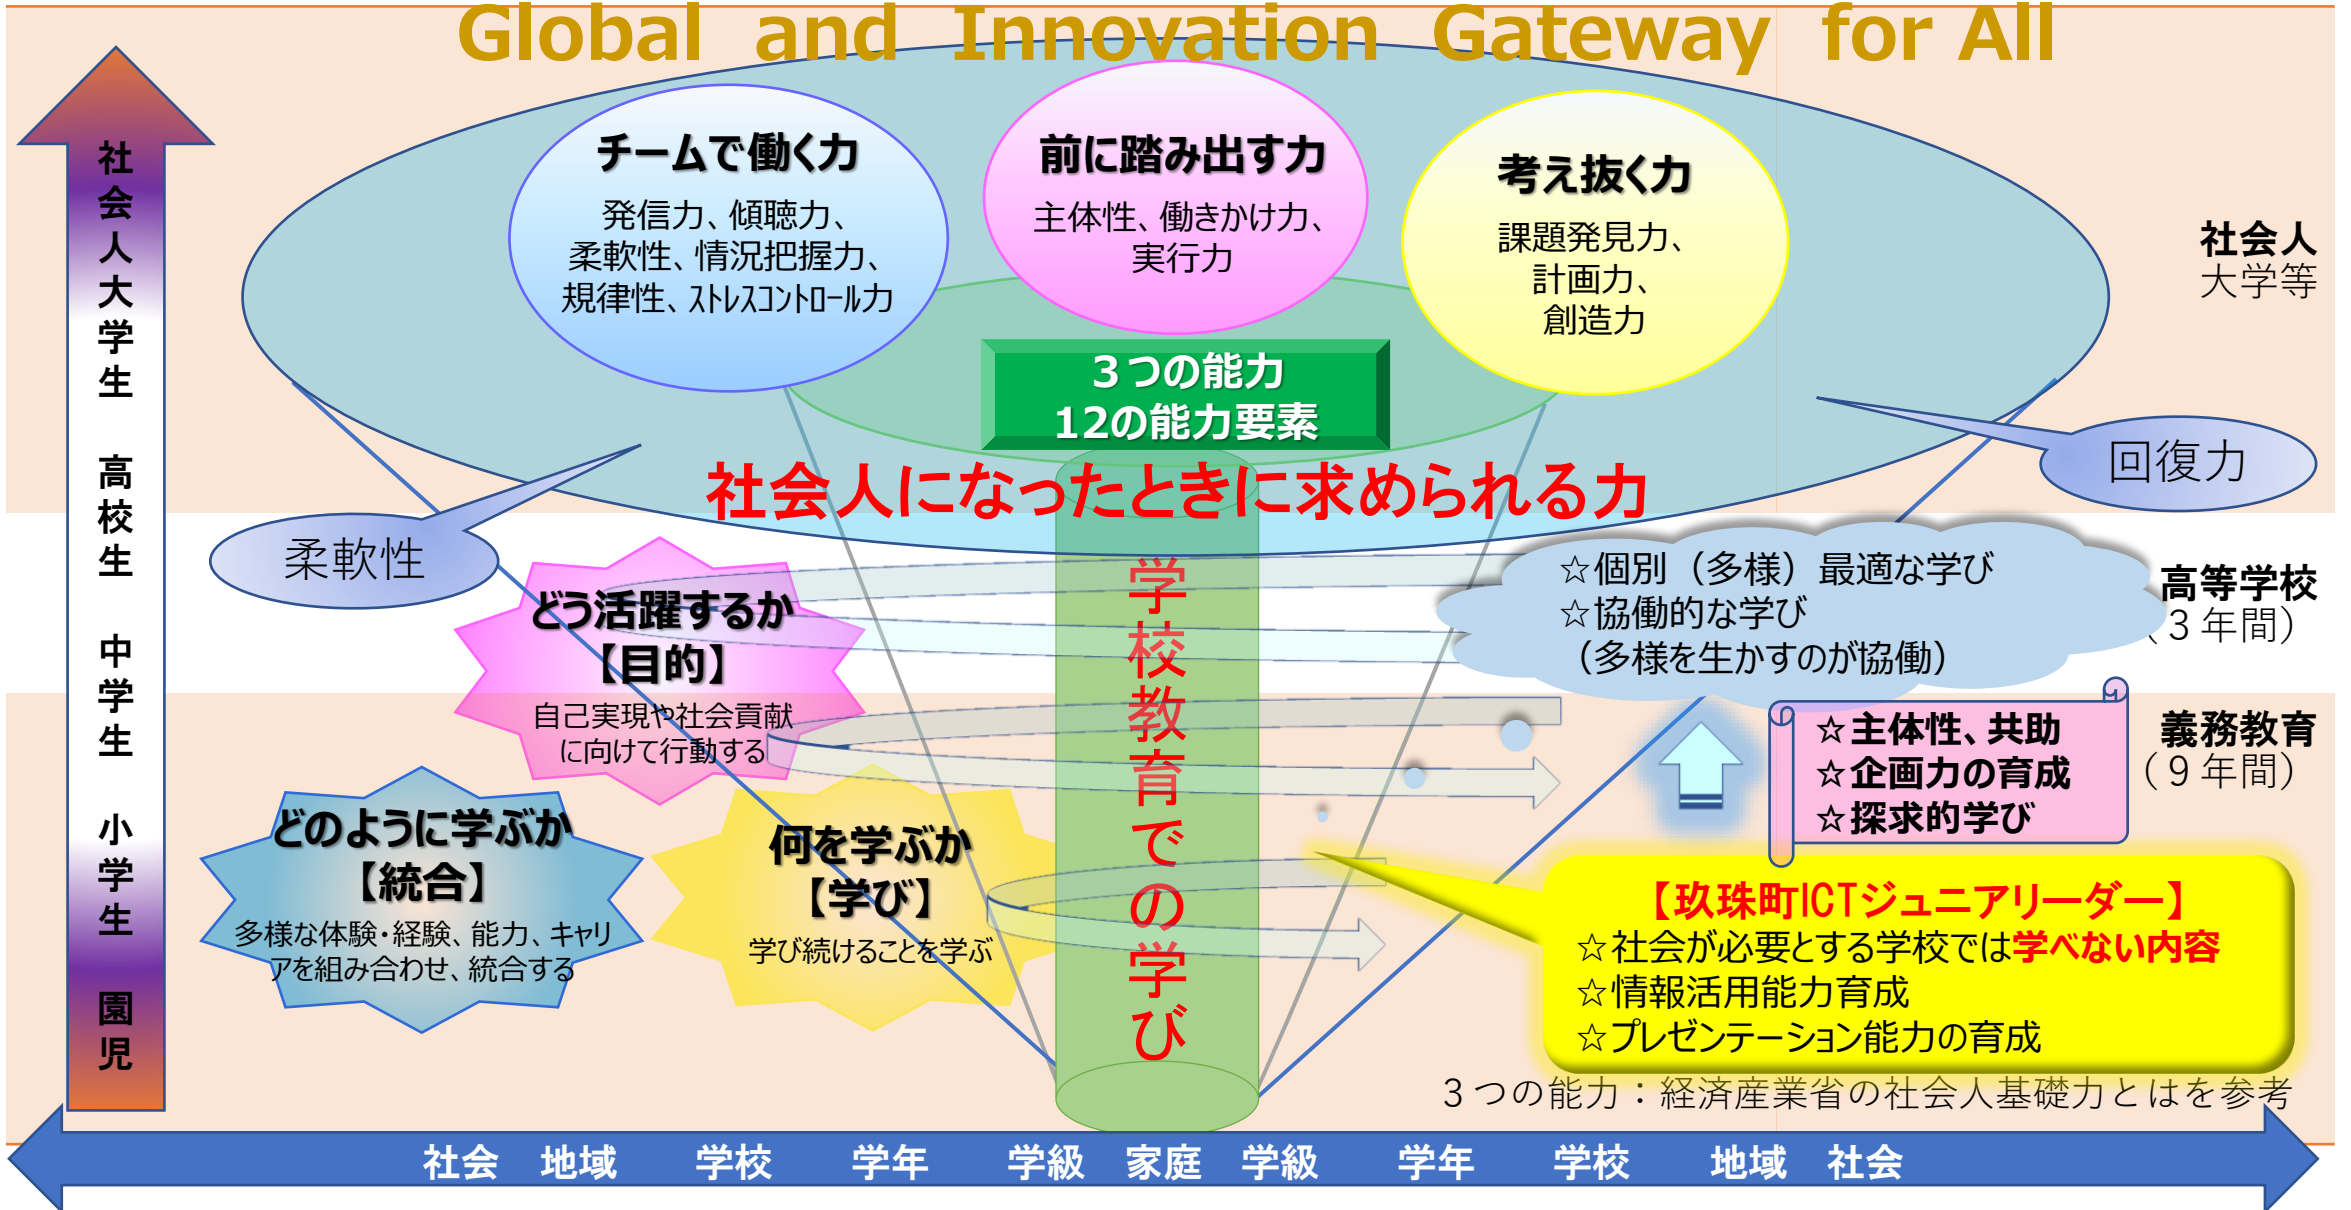 Global and Innovation Gateway for All
社会人大学生 高校生 中学生 小学生 園児
チームで働く力
発信力、傾聴力、
柔軟性、情況把握力、
規律性、ストレスコントロール力
前に踏み出す力
主体性、働きかけ力、
実行力
考え抜く力
課題発見力、
計画力、
創造力
社会人
大学等
3つの能力
12の能力要素
社会人になったときに求められる力
回復力
柔軟性
学校教育での学び
☆個別（多様）最適な学び
☆協働的な学び
（多様を生かすのが協働）
高等学校
（3年間）
どう活躍するか
【目的】
自己実現や社会貢献
に向けて行動する
☆主体性、共助
☆企画力の育成
☆探求的学び
義務教育
（9年間）
どのように学ぶか
【統合】
多様な体験・経験、能力、キャリ
アを組み合わせ、統合する
何を学ぶか
【学び】
学び続けることを学ぶ
【玖珠町ICTジュニアリーダー】
☆社会が必要とする学校では学べない内容
☆情報活用能力育成
☆プレゼンテーション能力の育成
3つの能力：経済産業省の社会人基礎力とはを参考
社会 地域 学校 学年 学級 家庭 学級 学年 学校 地域 社会